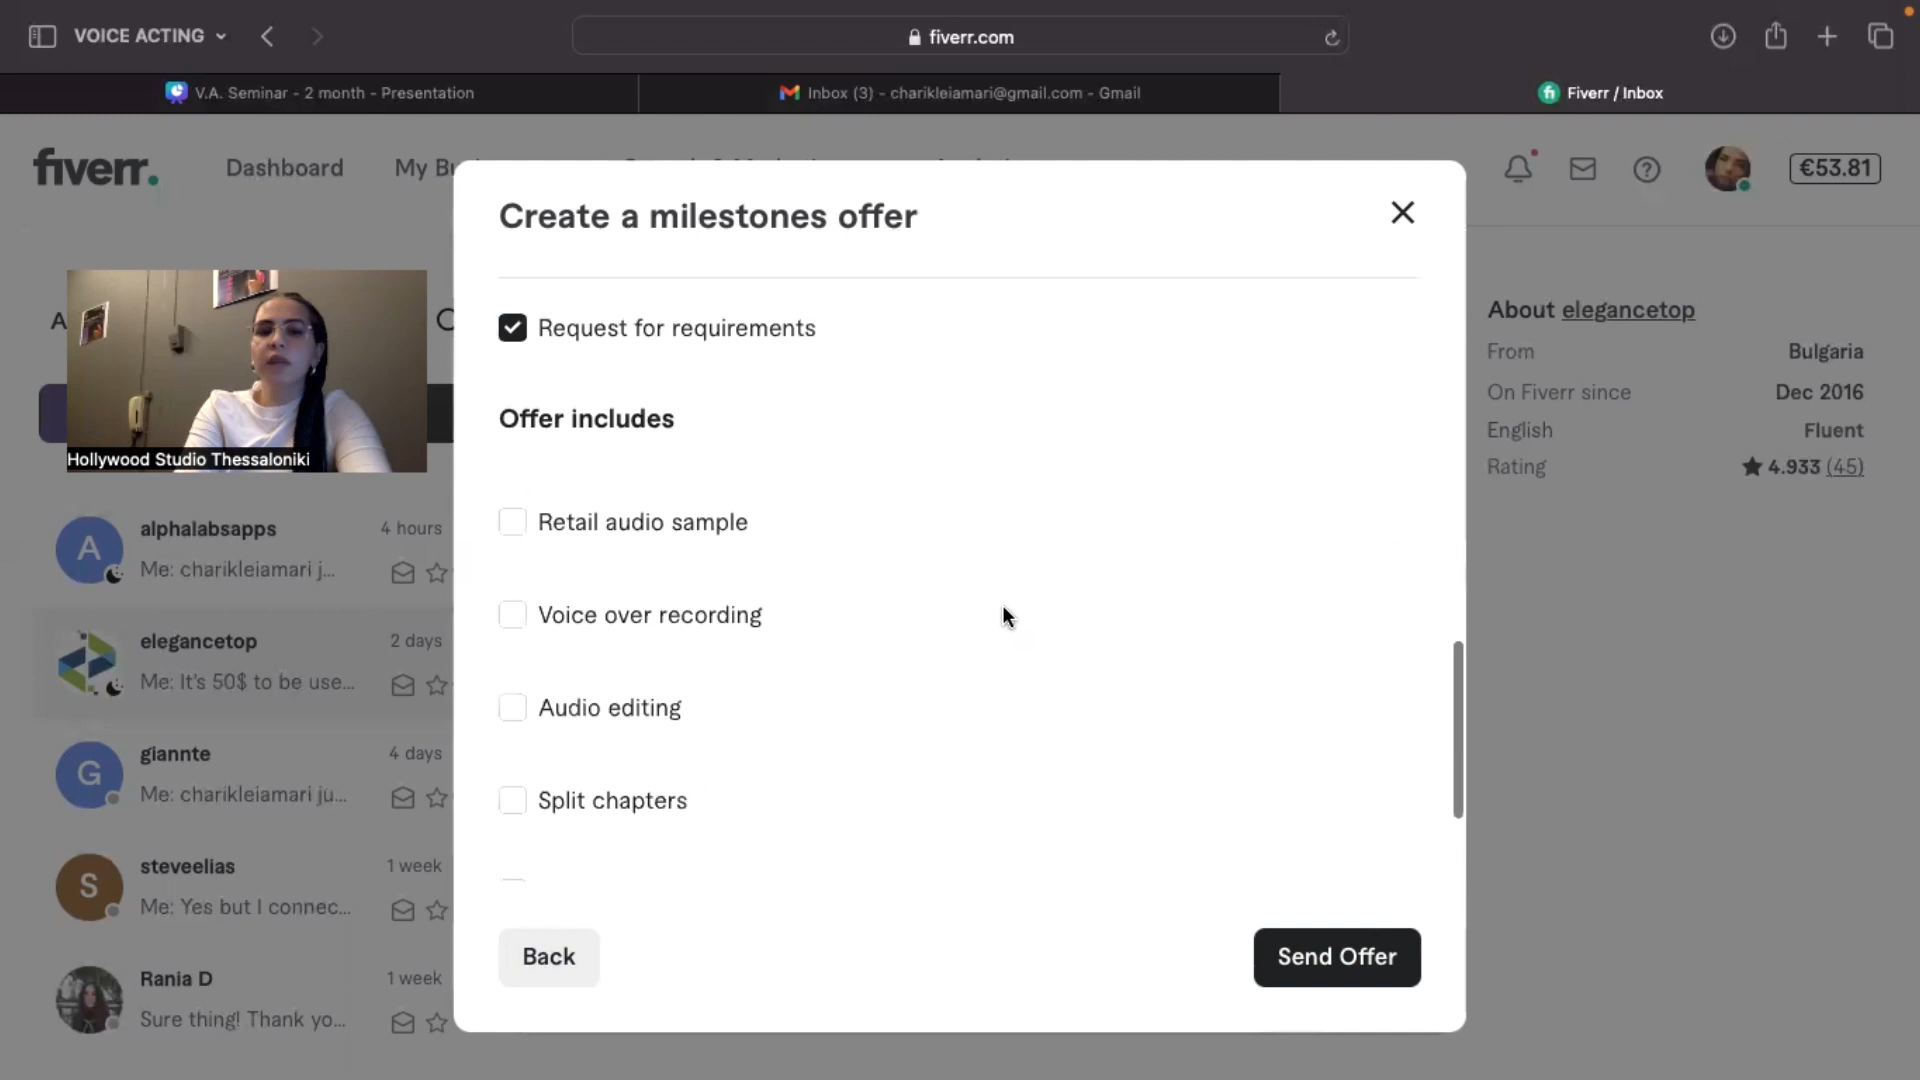 VOICE ACTING
fiverr.com
V.A. Seminar - 2 month - Presentation
Inbox (3) - charikleiamari@gmail.com - Gmail
Fiverr / Inbox
fiverr.
Dashboard
My Bu
€53.81
Create a milestones offer
Request for requirements
Offer includes
Retail audio sample
Voice over recording
Audio editing
Split chapters
Back
Send Offer
About elegancetop
From
Bulgaria
On Fiverr since
Dec 2016
English
Fluent
Rating
4.933 (45)
A
Hollywood Studio Thessaloniki
A
alphalabsapps
4 hours
Me: charikleiamari j...
elegancetop
2 days
Me: It's 50$ to be use...
G
giannte
4 days
Me: charikleiamari ju...
S
steveelias
1 week
Me: Yes but I connec...
Rania D
1 week
Sure thing! Thank yo...